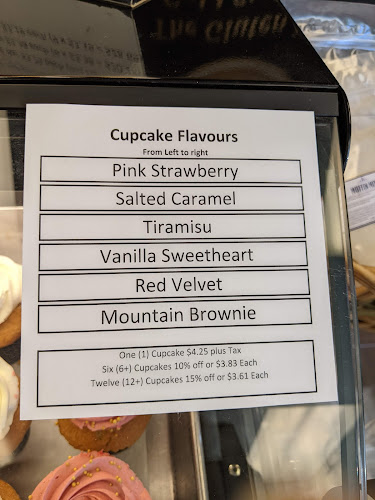 The Gluten
Cupcake Flavours
From Left to right
Pink Strawberry
Salted Caramel
Tiramisu
Vanilla Sweetheart
Red Velvet
Mountain Brownie
One (1) Cupcake $4.25 plus Tax
Six (6+) Cupcakes 10% off or $3.83 Each
Twelve (12+) Cupcakes 15% off or $3.61 Each